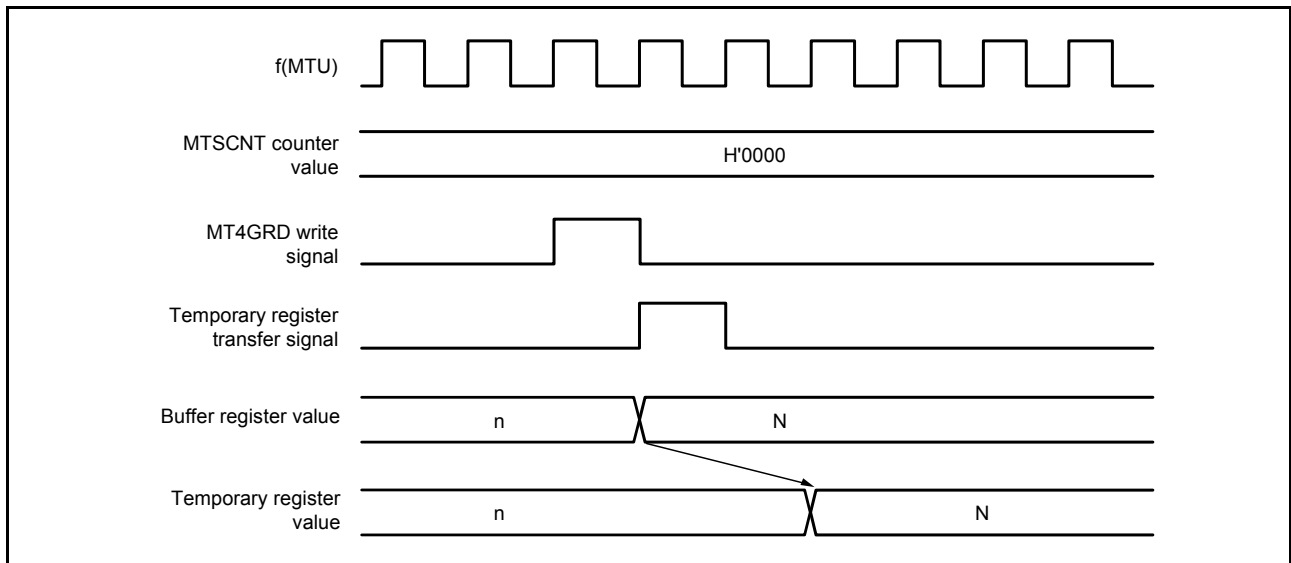 f(MTU)
MTSCNT counter
value
H'0000
MT4GRD write
signal
Temporary register
transfer signal
Buffer register value
n
N
Temporary register
value
n
N